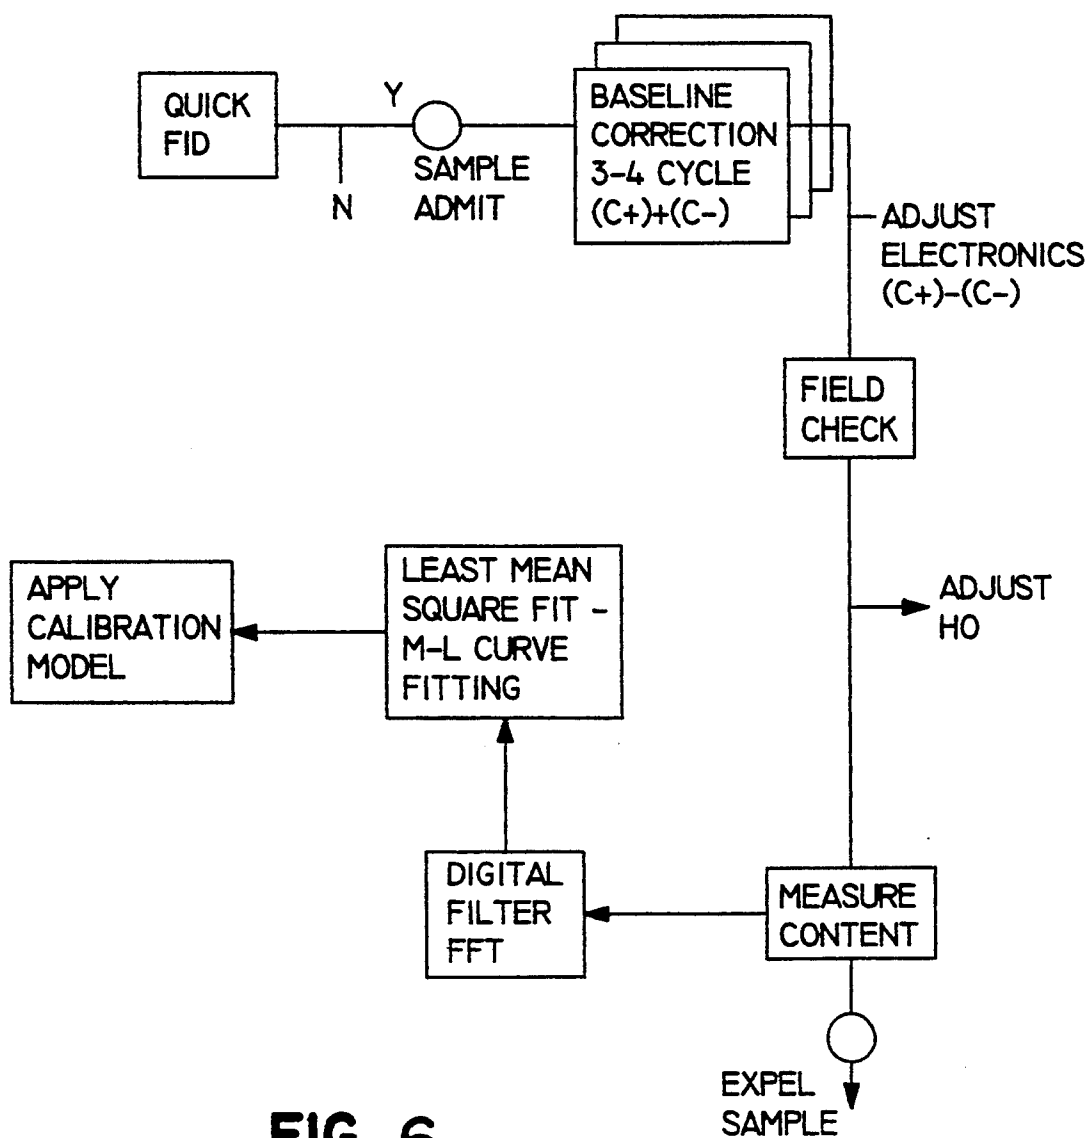 QUICK
FID
Y
N
SAMPLE
ADMIT
BASELINE
CORRECTION
3-4 CYCLE
(C+)+(C-)
ADJUST
ELECTRONICS
(C+)-(C-)
FIELD
CHECK
ADJUST
HO
APPLY
CALIBRATION
MODEL
LEAST MEAN
SQUARE FIT -
M-L CURVE
FITTING
DIGITAL
FILTER
FFT
MEASURE
CONTENT
EXPEL
SAMPLE
FIG. 6